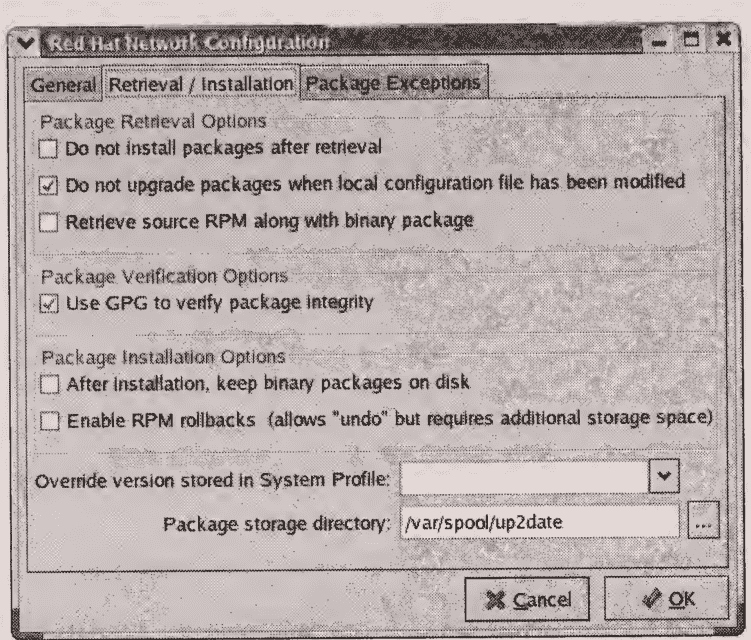 Red Hat Network Configuration
General Retrieval / Installation Package Exceptions
Package Retrieval Options
Do not install packages after retrieval
Do not upgrade packages when local configuration file has been modified
Retrieve source RPM along with binary package
Package Verification Options
Use GPG to verify package integrity
Package Installation Options
After installation, keep binary packages on disk
Enable RPM rollbacks (allows "undo" but requires additional storage space)
Override version stored in System Profile:
Package storage directory: /var/spool/up2date ...
Cancel OK